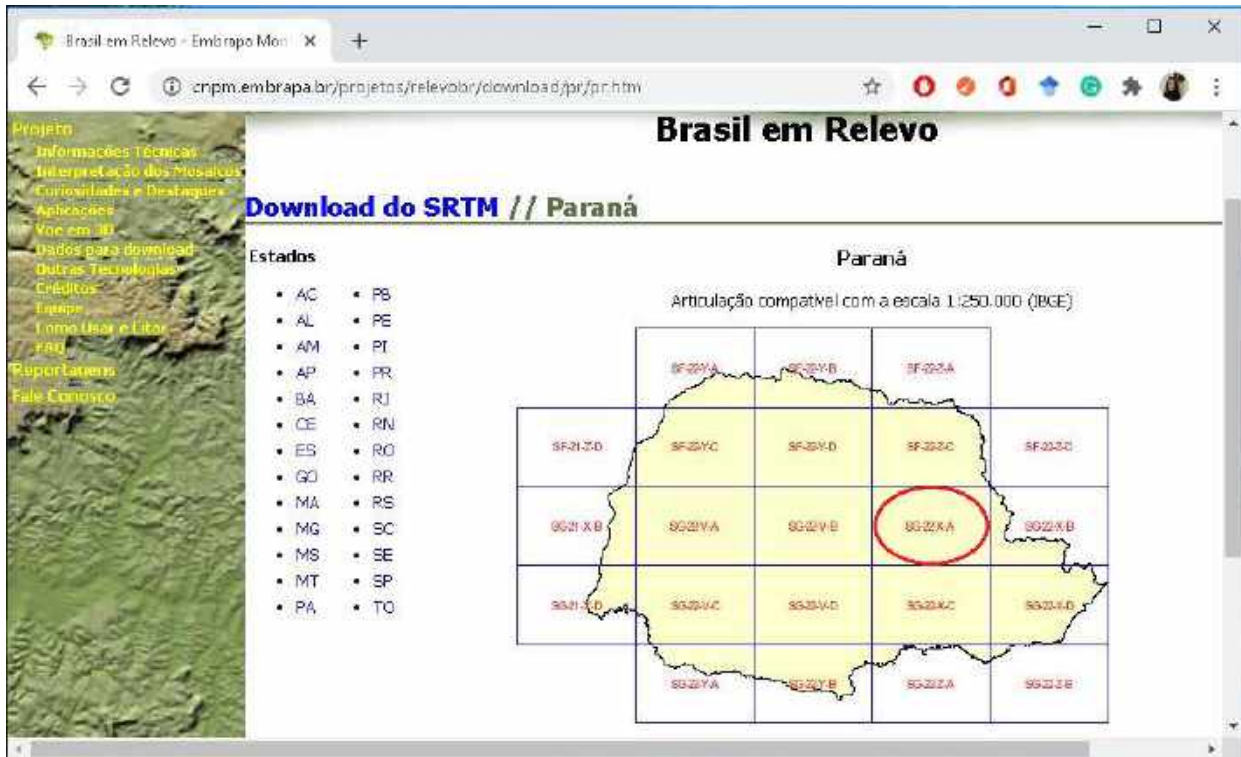 Brasil em Relevo - Embrapa Mon
cnpm.embrapa.br/projetos/relevobr/download/pr/pr.htm
Projeto
Informações Técnicas
Interpretação dos Mosaicos
Curiosidades e Destaques
Aplicações
Voe em 3D
Dados para download
Outras Tecnologias
Créditos
Equipe
Como Usar e Citar
FAQ
Reportagens
Fale Conosco
Brasil em Relevo
Download do SRTM // Paraná
Estados
• AC • PB
• AL • PE
• AM • PI
• AP • PR
• BA • RJ
• CE • RN
• ES • RO
• GO • RR
• MA • RS
• MG • SC
• MS • SE
• MT • SP
• PA • TO
Paraná
Articulação compatível com a escala 1:250.000 (IBGE)
SF-22-Y-A SF-22-Y-B SF-22-Z-A
SF-21-Z-D SF-22-Y-C SF-22-Y-D SF-22-Z-C
SG-21-X-B SG-22-V-A SG-22-V-B SG-22-X-A SG-22-X-B
SG-21-X-D SG-22-V-C SG-22-V-D SG-22-X-C SG-22-X-D
SG-22-Y-A SG-22-Y-B SG-22-Z-A SG-22-Z-B